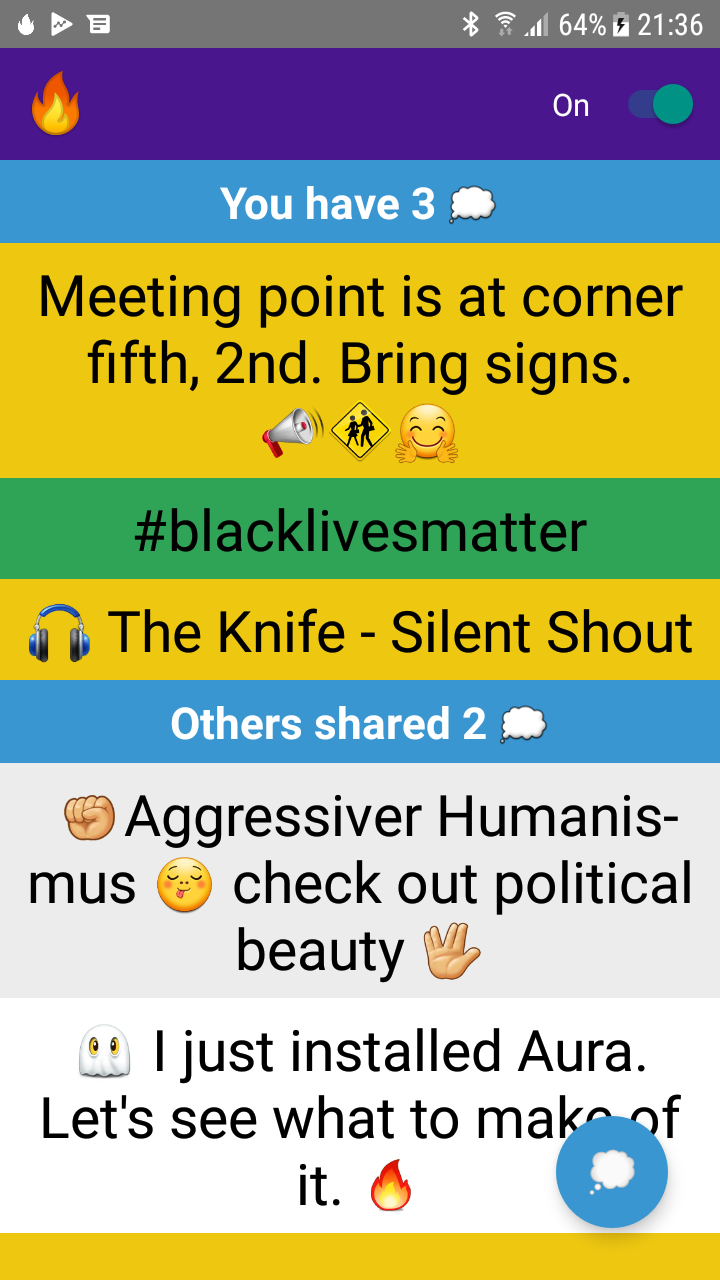 64% 21:36
On
You have 3 💭
Meeting point is at corner
fifth, 2nd. Bring signs.
📢🚸🤗
#blacklivesmatter
🎧 The Knife - Silent Shout
Others shared 2 💭
✊Aggressiver Humanis-
mus 😋 check out political
beauty 🖖
👻 I just installed Aura.
Let's see what to make of
it. 🔥